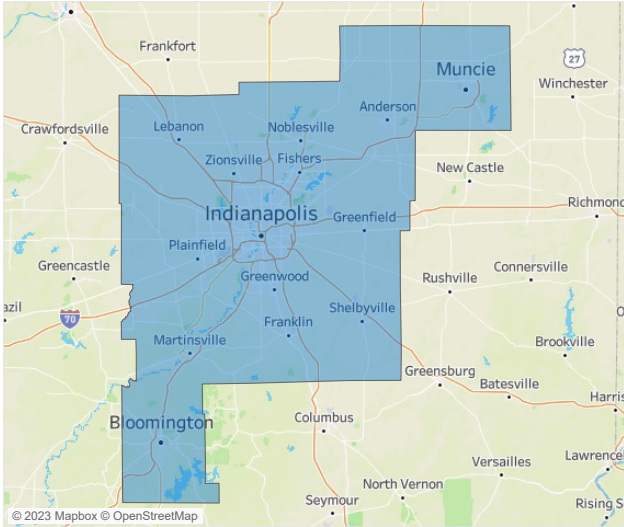 Frankfort
Muncie
27
Winchester
Anderson
Crawfordsville
Lebanon
Noblesville
Zionsville
Fishers
New Castle
Indianapolis
Greenfield
Richmond
Plainfield
Greencastle
Greenwood
Connersville
Rushville
azil
70
Shelbyville
Franklin
Martinsville
Brookville
Greensburg
Batesville
Harris
Bloomington
Columbus
Versailles
Lawrence
North Vernon
Seymour
Rising S
© 2023 Mapbox © OpenStreetMap